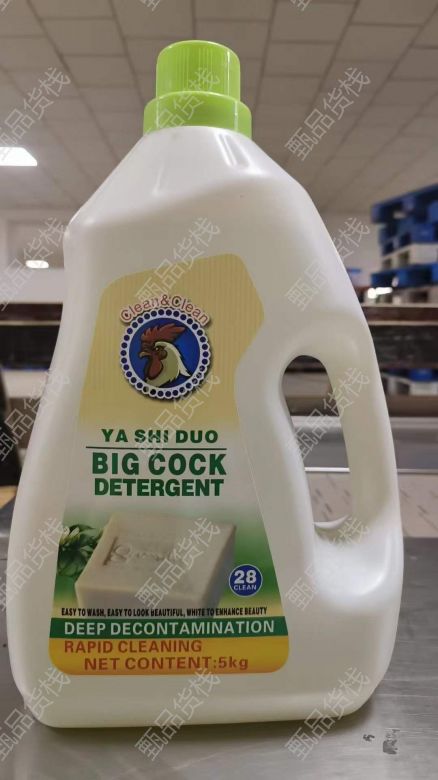 Clean&Clean
YA SHI DUO
BIG COCK
DETERGENT
28
CLEAN
EASY TO WASH, EASY TO LOOK BEAUTIFUL, WHITE TO ENHANCE BEAUTY
DEEP DECONTAMINATION
RAPID CLEANING
NET CONTENT:5kg
甄品货栈